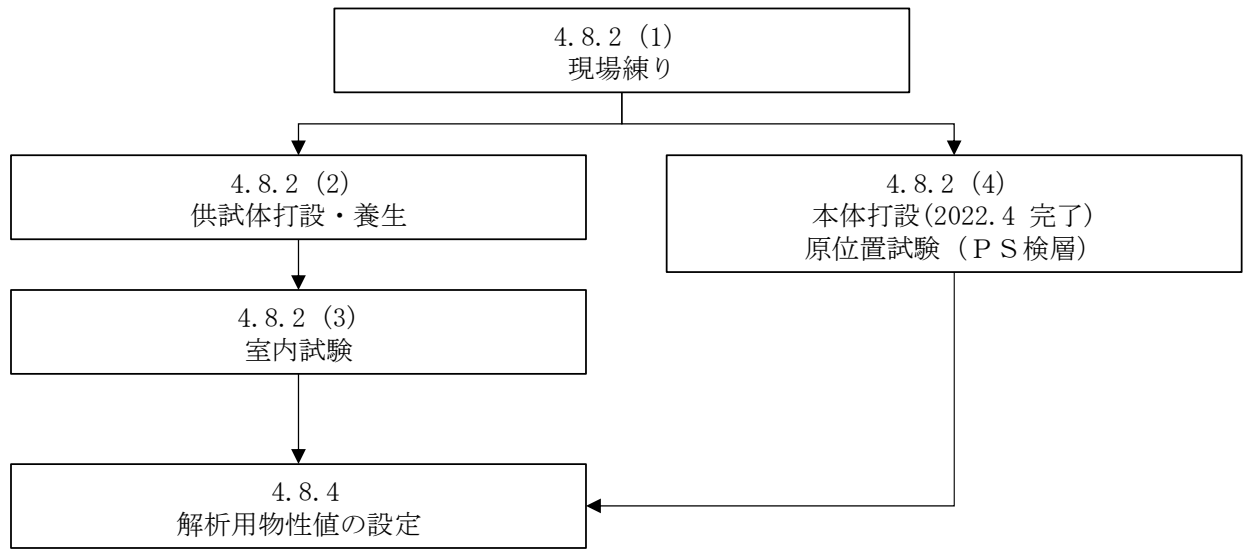 4.8.2 (1)
現場練り
4.8.2 (2)
供試体打設・養生
4.8.2 (4)
本体打設(2022.4 完了)
原位置試験（ＰＳ検層）
4.8.2 (3)
室内試験
4.8.4
解析用物性値の設定